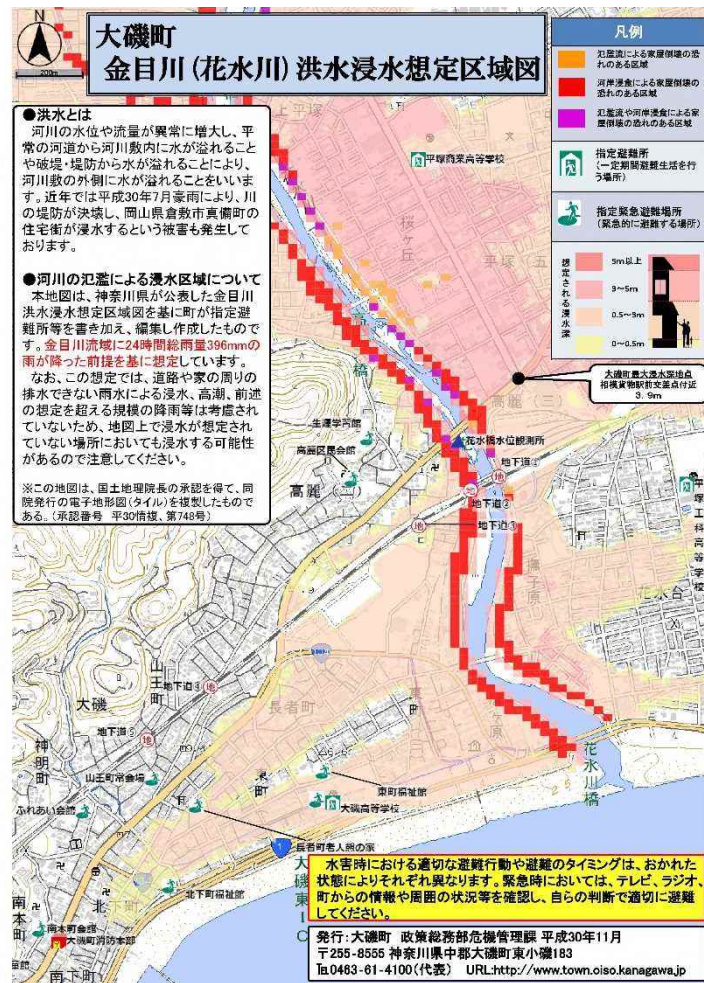 大磯町
金目川(花水川)洪水浸水想定区域図
200m
凡例
氾濫流による家屋倒壊の恐
れのある区域
河岸浸食による家屋倒壊
の恐れのある区域
氾濫流や河岸浸食による家
屋倒壊の恐れのある区域
指定避難所
(一定期間避難生活を行
う場所)
指定緊急避難場所
(緊急的に避難する場所)
想定される浸水深
5m以上
3~5m
0.5~3m
0~0.5m
●洪水とは
河川の水位や流量が異常に増大し、平
常の河道から河川敷内に水が溢れること
や破堤・堤防から水が溢れることにより、
河川敷の外側に水が溢れることをいいま
す。近年では平成30年7月豪雨により、川
の堤防が決壊し、岡山県倉敷市真備町の
住宅街が浸水するという被害も発生して
おります。
●河川の氾濫による浸水区域について
本地図は、神奈川県が公表した金目川
洪水浸水想定区域図を基に町が指定避
難所等を書き加え、編集し作成したもので
す。金目川流域に24時間総雨量396mmの
雨が降った前提を基に想定しています。
なお、この想定では、道路や家の周りの
排水できない雨水による浸水、高潮、前述
の想定を超える規模の降雨等は考慮され
ていないため、地図上で浸水が想定され
ていない場所においても浸水する可能性
があるので注意してください。
※この地図は、国土地理院長の承認を得て、同
院発行の電子地形図(タイル)を複製したもので
ある。(承認番号 平30情複、第748号)
上平塚
平塚商業高等学校
桜ヶ丘
平塚(五)
大磯町最大浸水深地点
相模貨物駅前交差点付近
3.9m
高麗(三)
生涯学習館
花水橋水位観測所
高麗区民会館
地下道①
高麗(二)
地下道②
地下道③
平塚工科高等学校
撫子原
花水台
山王町
長者町
地下道④
大磯
地下道⑤
神明町
山王町常会場
東町
東町福祉館
花水川橋
ふれあい会館
大磯高等学校
長者町老人憩の家
大磯東IC
北下町福祉館
北下町
南本町
南本町会館
大磯町消防本部
南下町
水害時における適切な避難行動や避難のタイミングは、おかれた
状態によりそれぞれ異なります。緊急時においては、テレビ、ラジオ、
町からの情報や周囲の状況等を確認し、自らの判断で適切に避難
してください。
発行:大磯町 政策総務部危機管理課 平成30年11月
〒255-8555 神奈川県中郡大磯町東小磯183
℡0463-61-4100(代表) URL:http://www.town.oiso.kanagawa.jp